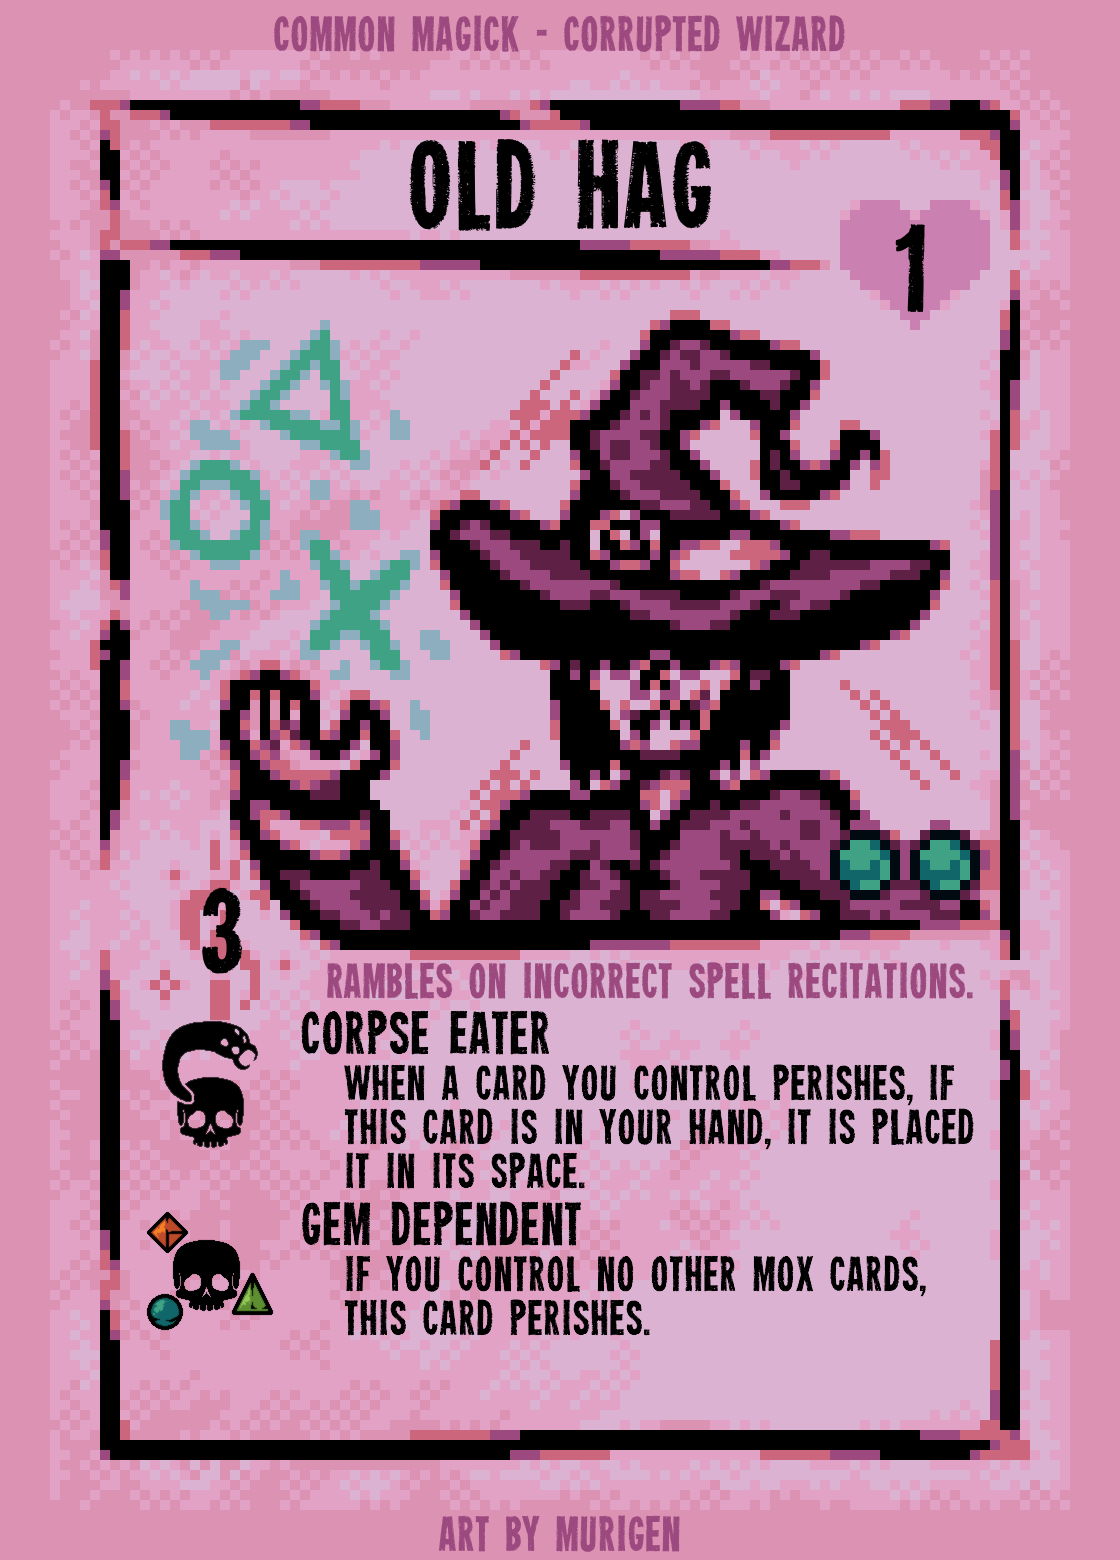 COMMON MAGICK - CORRUPTED WIZARD
OLD HAG
1
3
RAMBLES ON INCORRECT SPELL RECITATIONS.
CORPSE EATER
WHEN A CARD YOU CONTROL PERISHES, IF
THIS CARD IS IN YOUR HAND, IT IS PLACED
IT IN ITS SPACE.
GEM DEPENDENT
IF YOU CONTROL NO OTHER MOX CARDS,
THIS CARD PERISHES.
ART BY MURIGEN